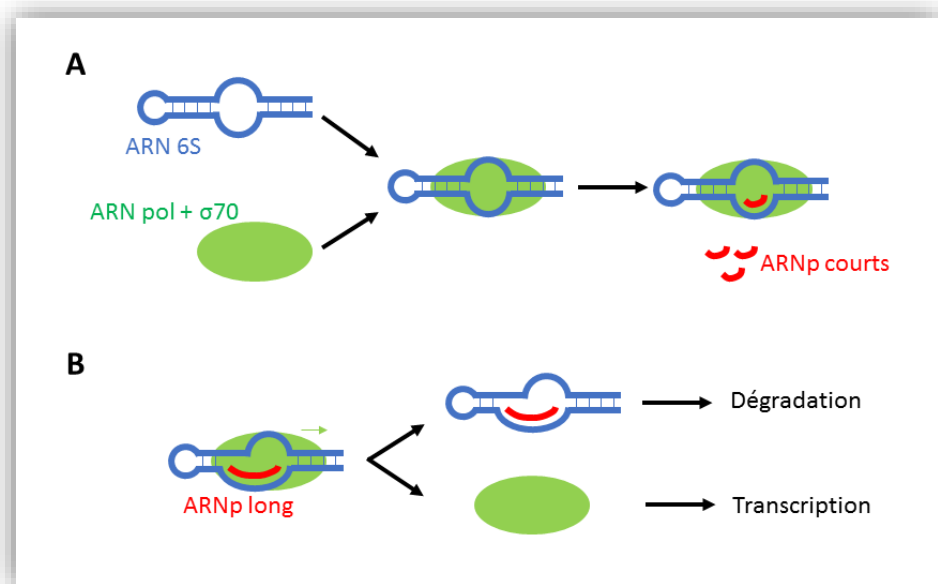 A
ARN 6S
ARN pol + σ70
ARNp courts
B
Dégradation
ARNp long
Transcription